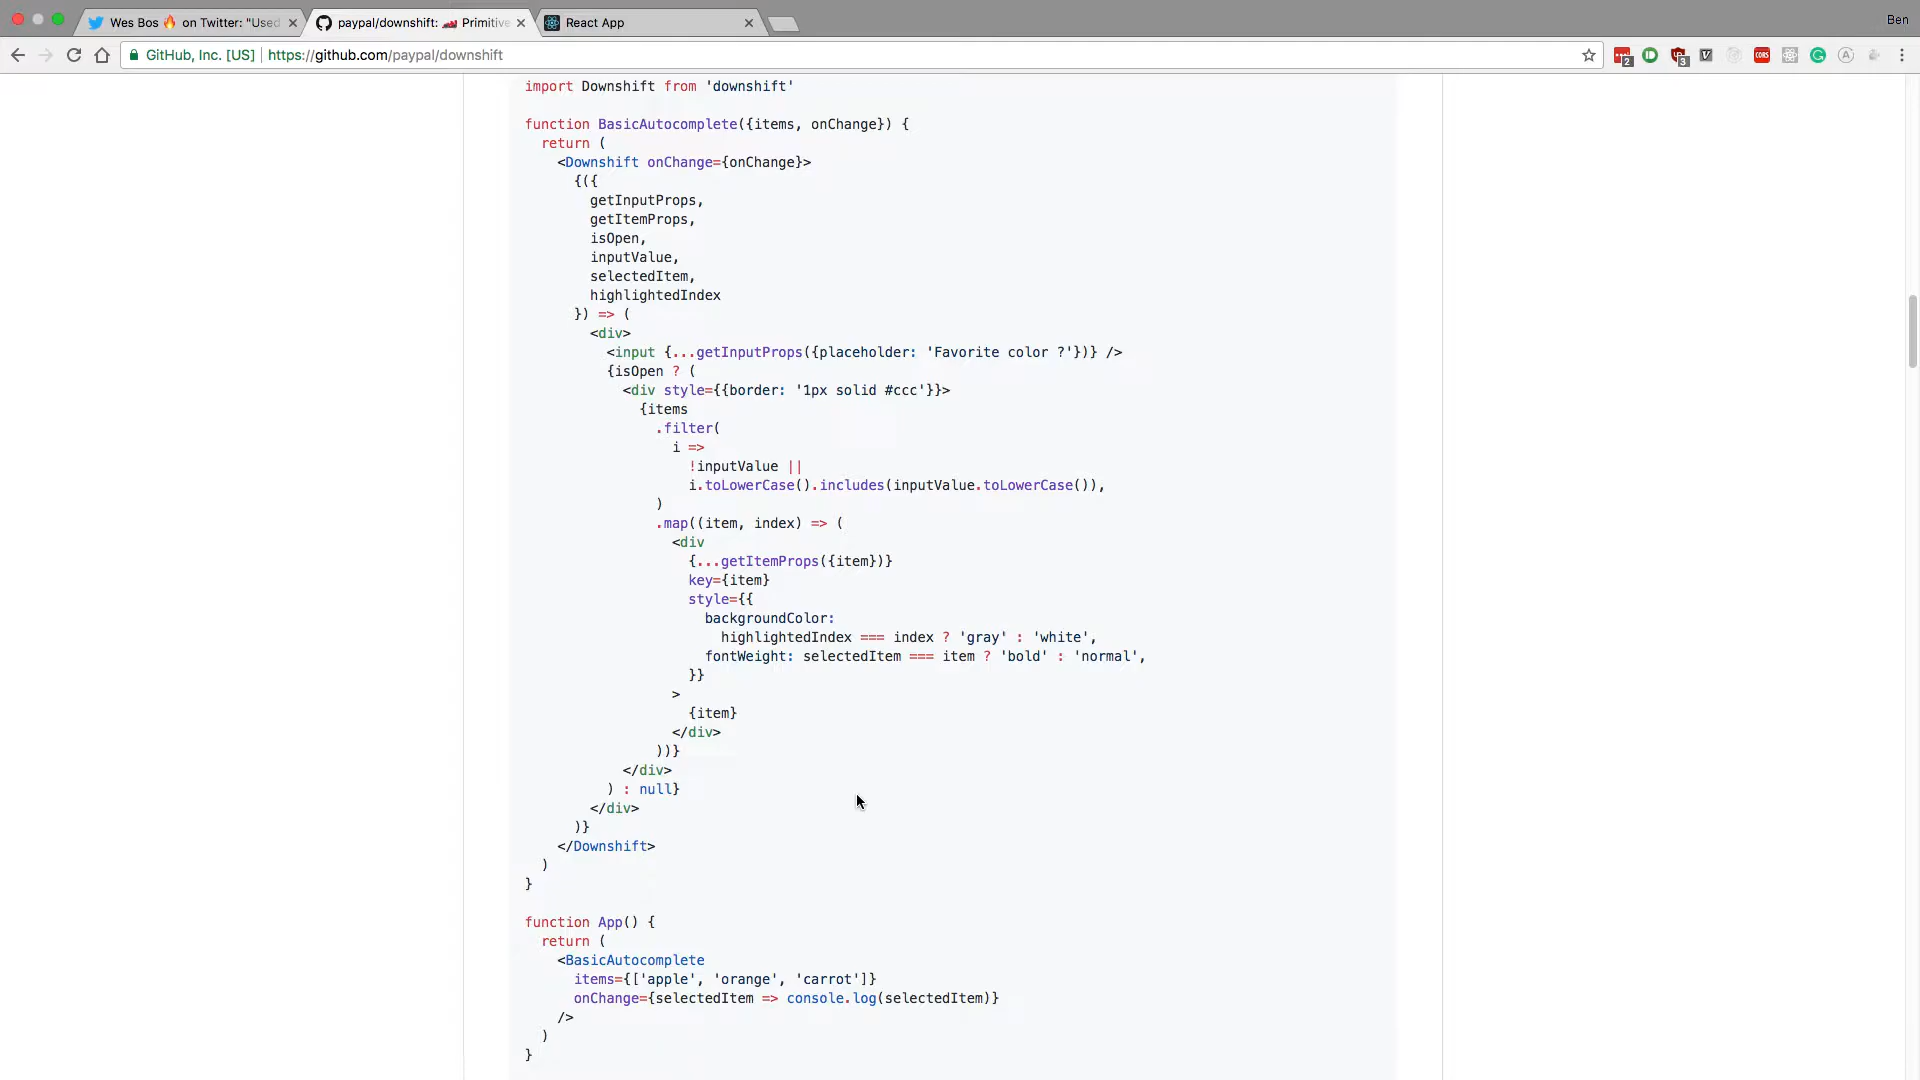 Wes Bos 🔥 on Twitter: "Used
paypal/downshift: 🏎 Primitive
React App
Ben
GitHub, Inc. [US] | https://github.com/paypal/downshift
2
3
CORS
import Downshift from 'downshift'
function BasicAutocomplete({items, onChange}) {
  return (
    <Downshift onChange={onChange}>
      {({
        getInputProps,
        getItemProps,
        isOpen,
        inputValue,
        selectedItem,
        highlightedIndex
      }) => (
        <div>
          <input {...getInputProps({placeholder: 'Favorite color ?'})} />
          {isOpen ? (
            <div style={{border: '1px solid #ccc'}}>
              {items
                .filter(
                  i =>
                    !inputValue ||
                    i.toLowerCase().includes(inputValue.toLowerCase()),
                )
                .map((item, index) => (
                  <div
                    {...getItemProps({item})}
                    key={item}
                    style={{
                      backgroundColor:
                        highlightedIndex === index ? 'gray' : 'white',
                      fontWeight: selectedItem === item ? 'bold' : 'normal',
                    }}
                  >
                    {item}
                  </div>
                ))}
            </div>
          ) : null}
        </div>
      )}
    </Downshift>
  )
}
function App() {
  return (
    <BasicAutocomplete
      items={['apple', 'orange', 'carrot']}
      onChange={selectedItem => console.log(selectedItem)}
    />
  )
}